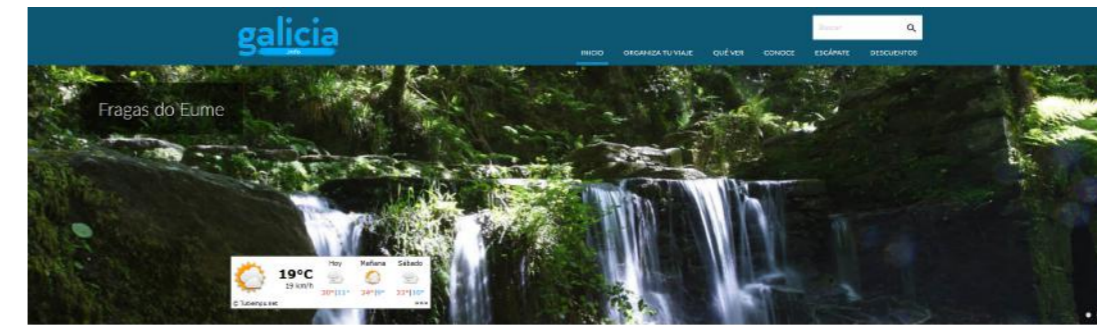 galicia
.info
Buscar
INICIO ORGANIZA TU VIAJE QUÉ VER CONOCE ESCÁPATE DESCUENTOS
Fragas do Eume
Hoy Mañana Sábado
19°C
19 km/h
© Tutiempo.net